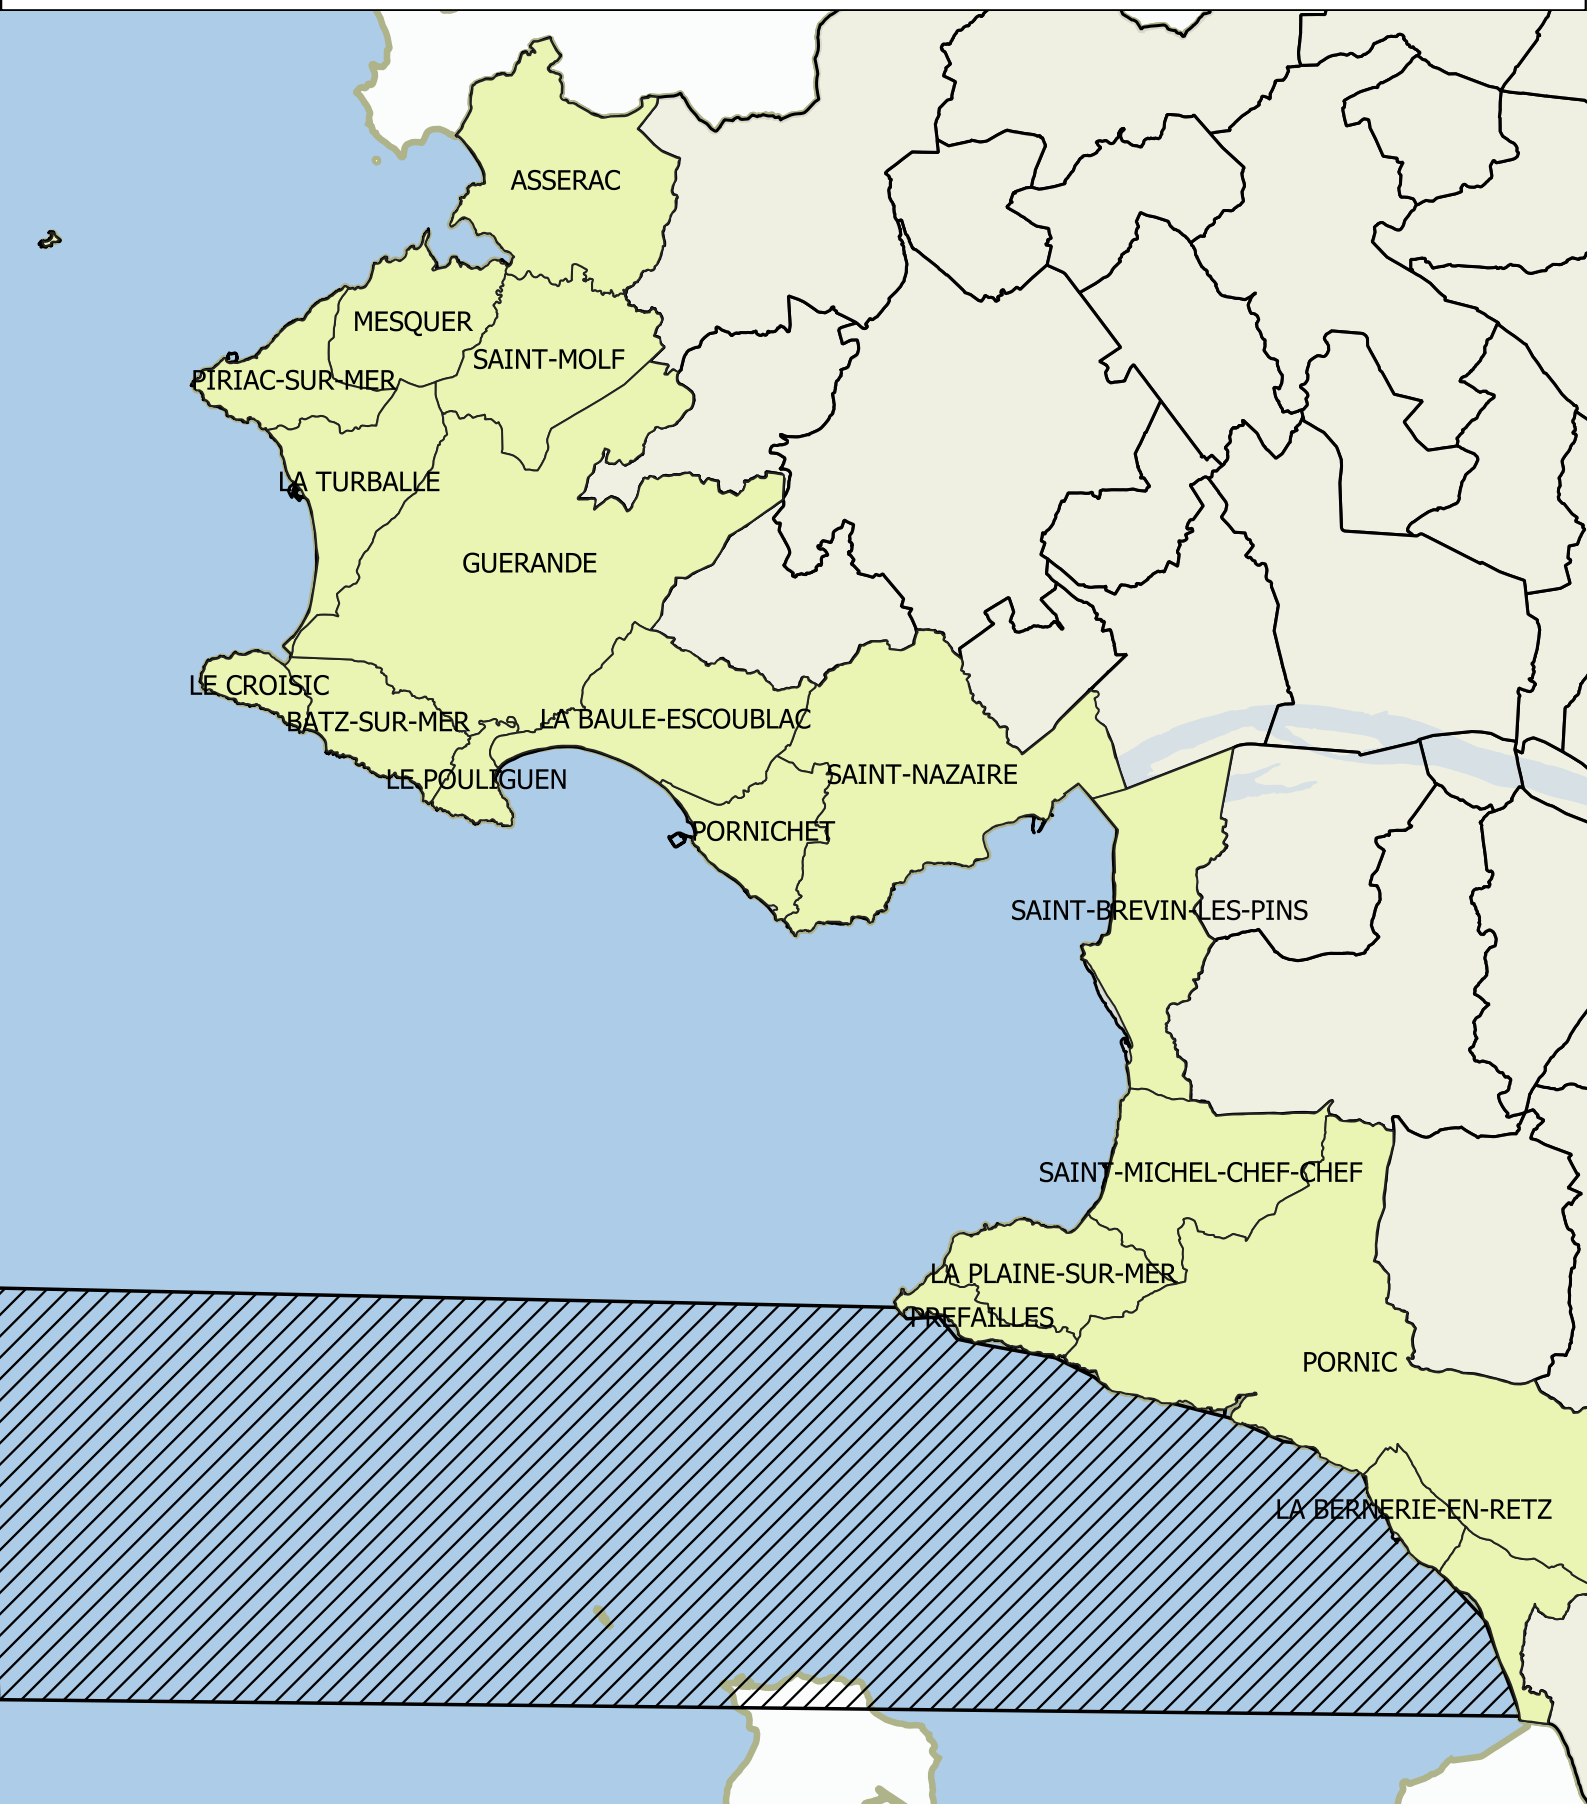 ASSERAC
MESQUER
SAINT-MOLF
PIRIAC-SUR-MER
LA TURBALLE
GUERANDE
LE CROISIC
BATZ-SUR-MER
LA BAULE-ESCOUBLAC
LE POULIGUEN
SAINT-NAZAIRE
PORNICHET
SAINT-BREVIN-LES-PINS
SAINT-MICHEL-CHEF-CHEF
LA PLAINE-SUR-MER
PREFAILLES
PORNIC
LA BERNERIE-EN-RETZ